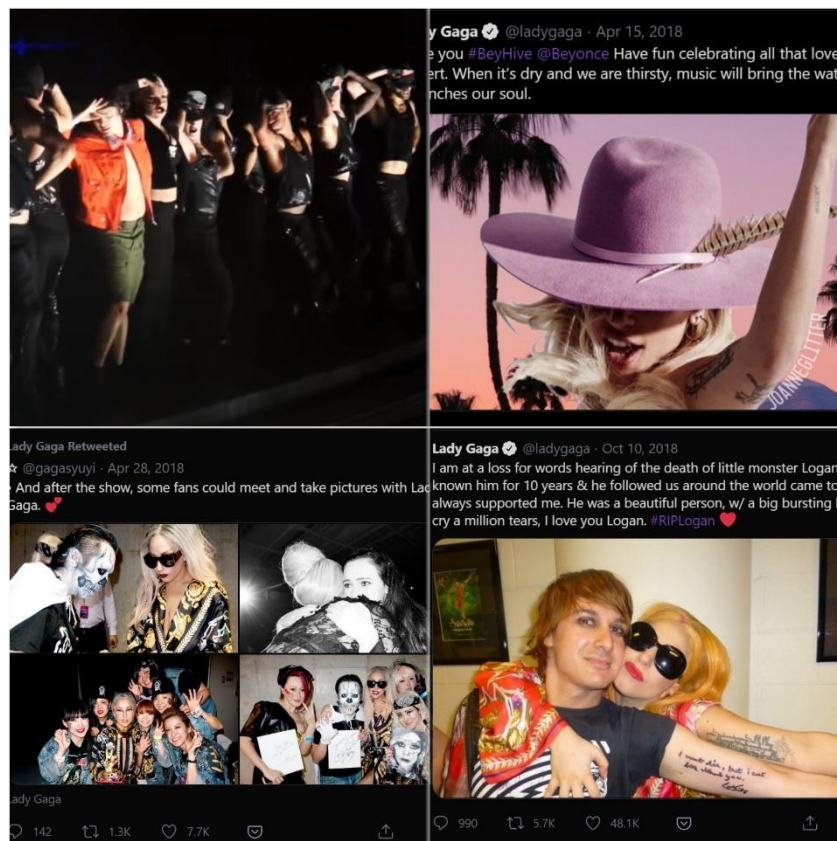 y Gaga @ladygaga · Apr 15, 2018
e you #BeyHive @Beyonce Have fun celebrating all that love
ert. When it's dry and we are thirsty, music will bring the wat
nches our soul.
JOANNEGLITTER
Lady Gaga Retweeted
@gagasyuyi · Apr 28, 2018
· And after the show, some fans could meet and take pictures with Lad
Gaga. 💕
Lady Gaga
142 1.3K 7.7K
Lady Gaga @ladygaga · Oct 10, 2018
I am at a loss for words hearing of the death of little monster Logan
known him for 10 years & he followed us around the world came to
always supported me. He was a beautiful person, w/ a big bursting
cry a million tears, I love you Logan. #RIPLogan ❤️
990 5.7K 48.1K